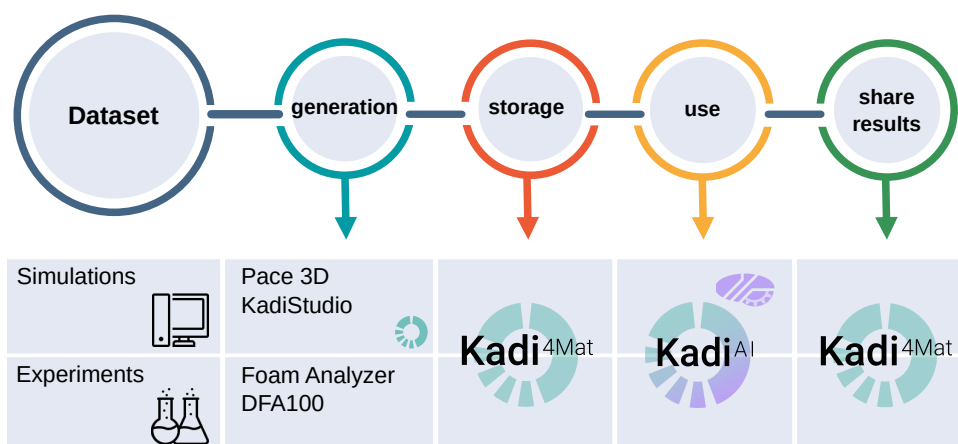 Dataset
generation
storage
use
share
results
Simulations
Pace 3D
KadiStudio
Kadi4Mat
KadiAI
Kadi4Mat
Experiments
Foam Analyzer
DFA100